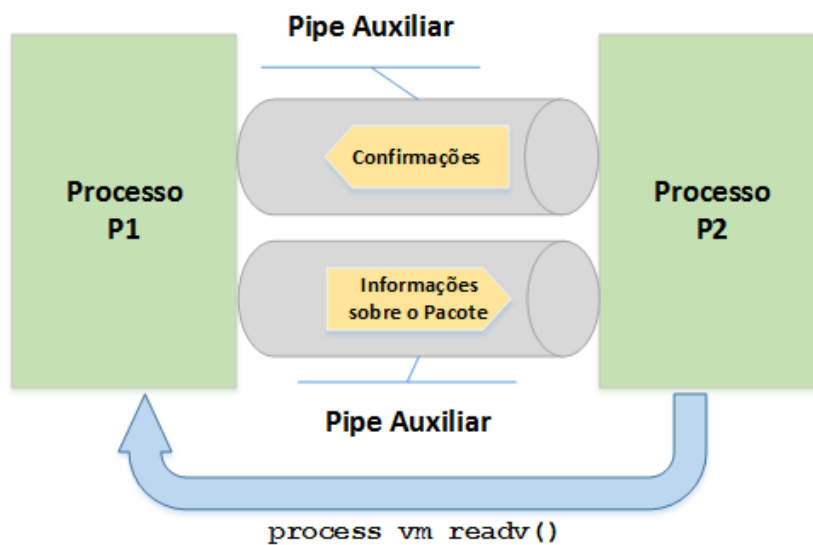 Pipe Auxiliar
Processo
P1
Confirmações
Processo
P2
Informações
sobre o Pacote
Pipe Auxiliar
process vm readv()